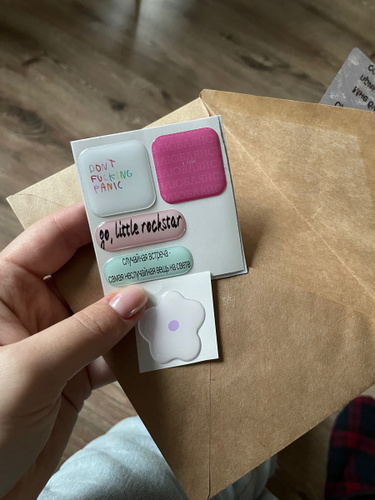 DON'T
FUCKING
PANIC
go, little rockstar
случайная встреча -
самая неслучайная вещь на свете